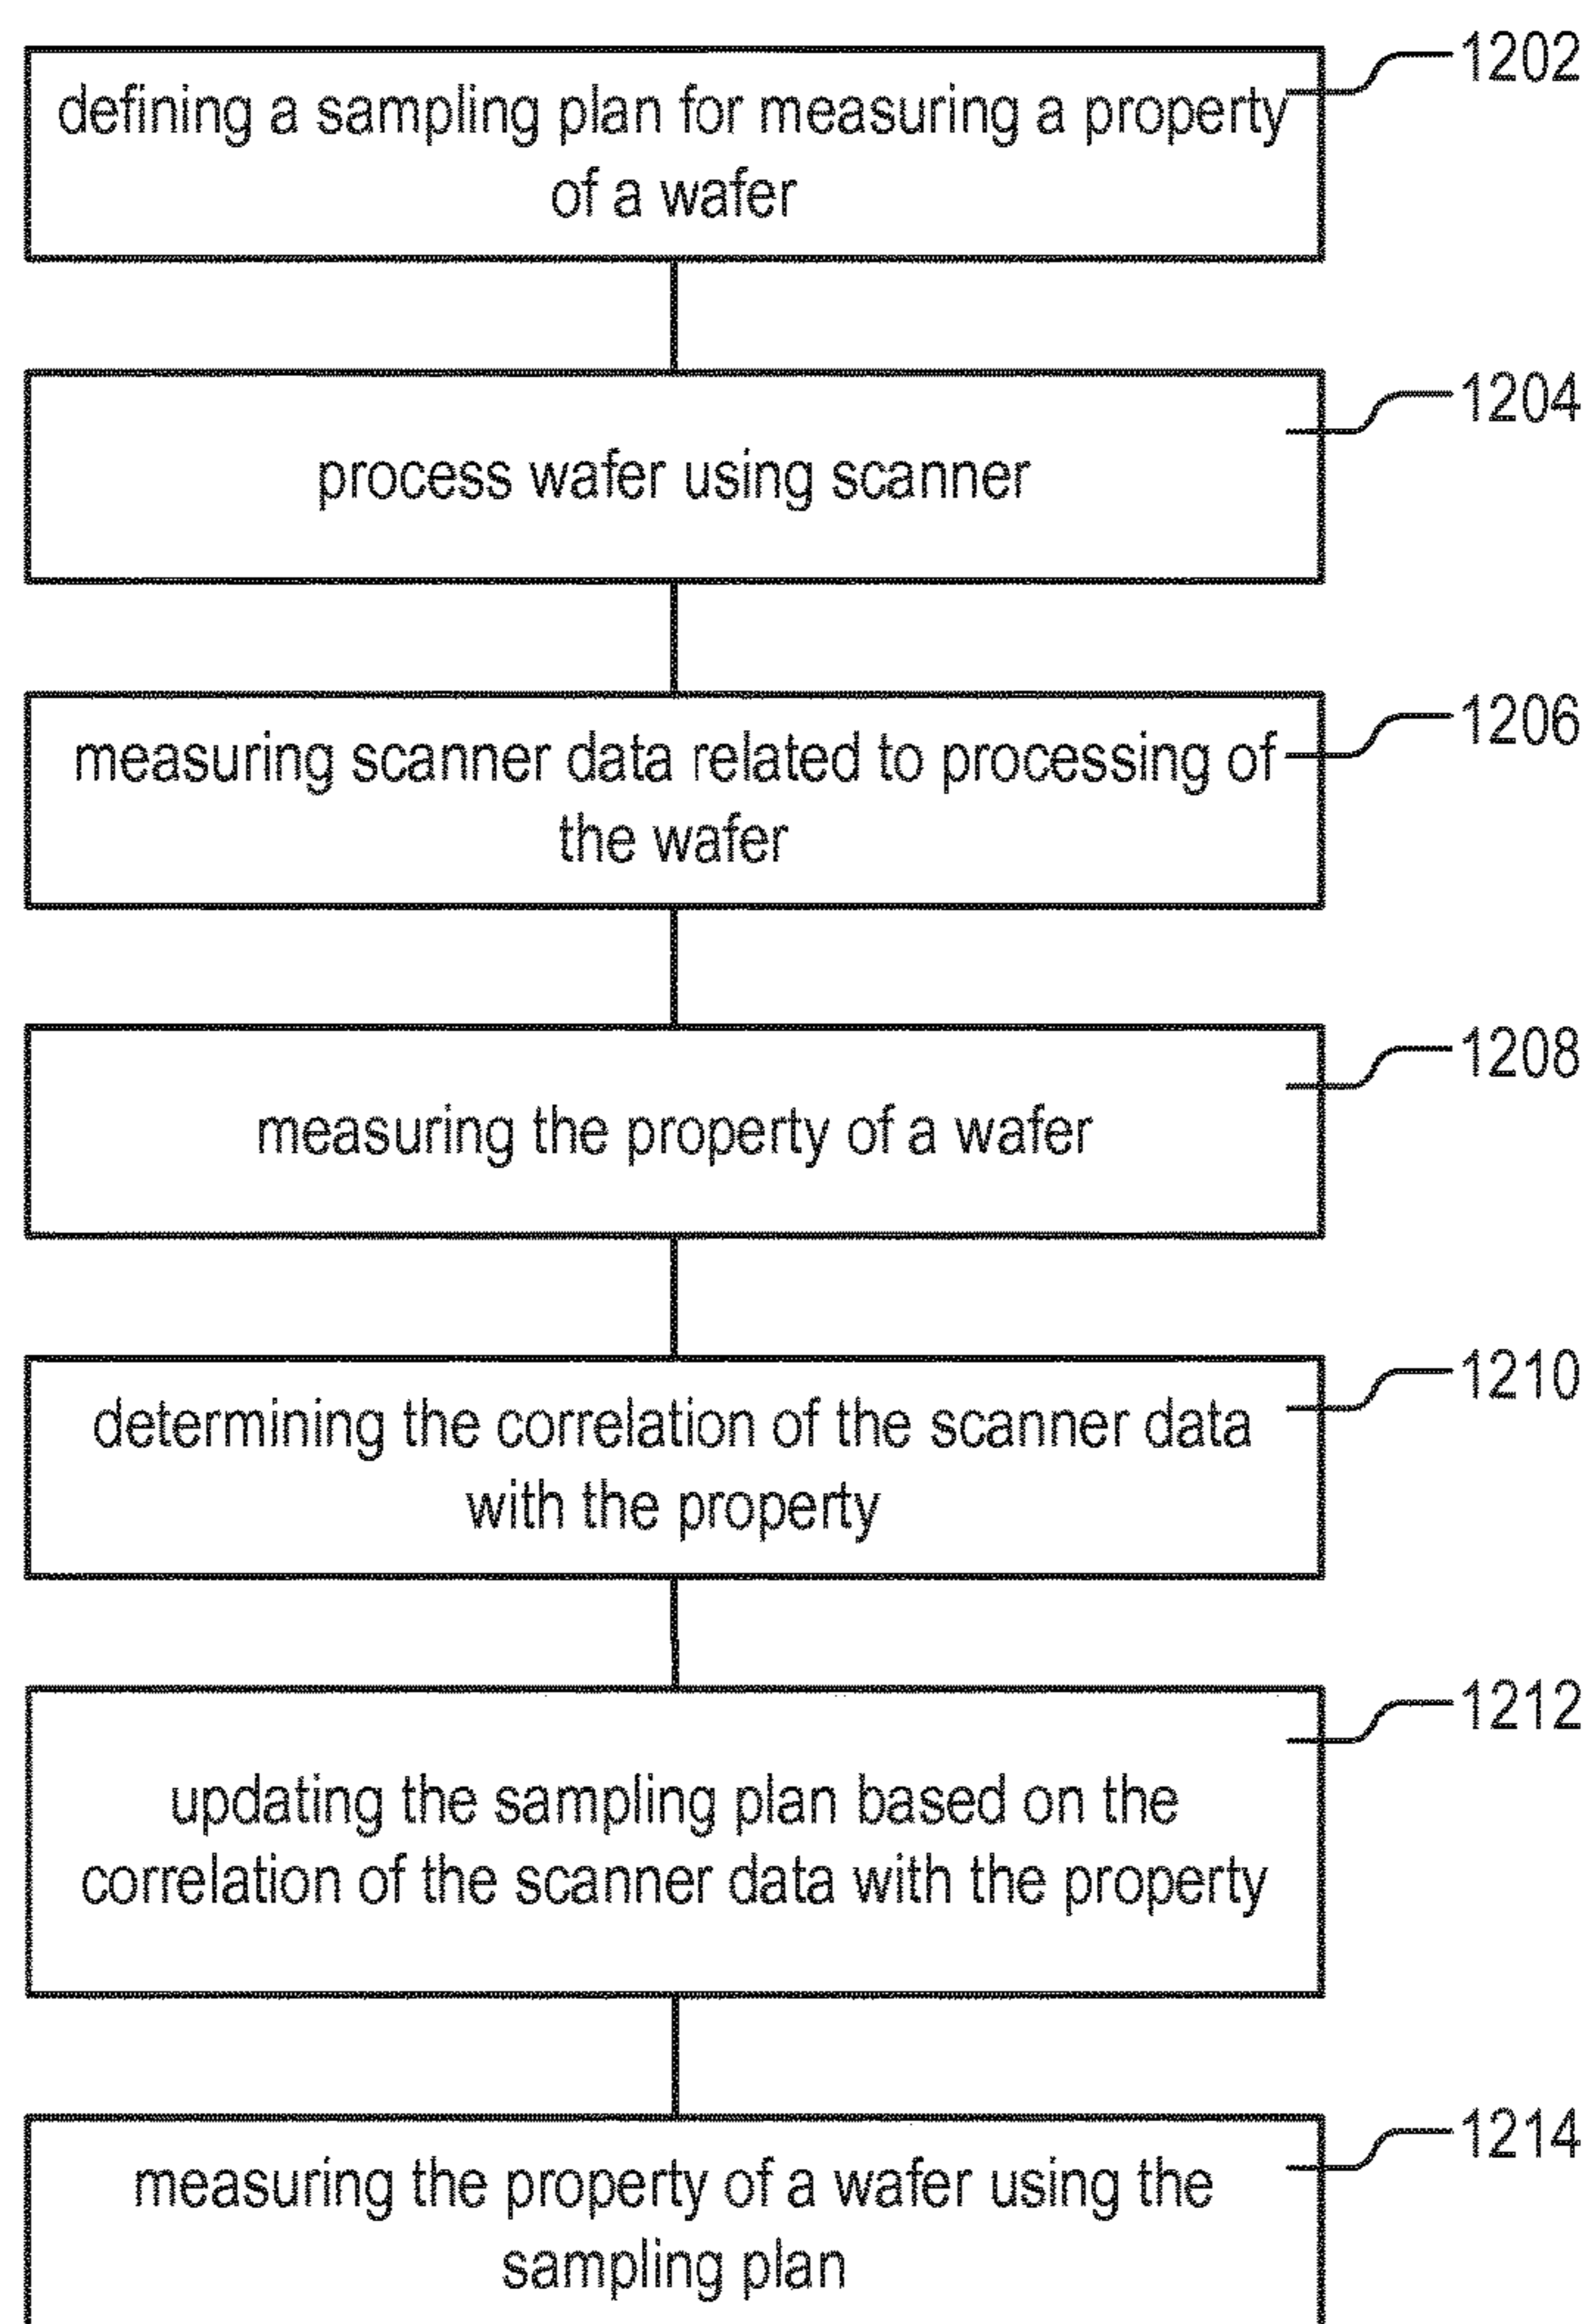 1202
defining a sampling plan for measuring a property
of a wafer
1204
process wafer using scanner
1206
measuring scanner data related to processing of
the wafer
1208
measuring the property of a wafer
1210
determining the correlation of the scanner data
with the property
1212
updating the sampling plan based on the
correlation of the scanner data with the property
1214
measuring the property of a wafer using the
sampling plan